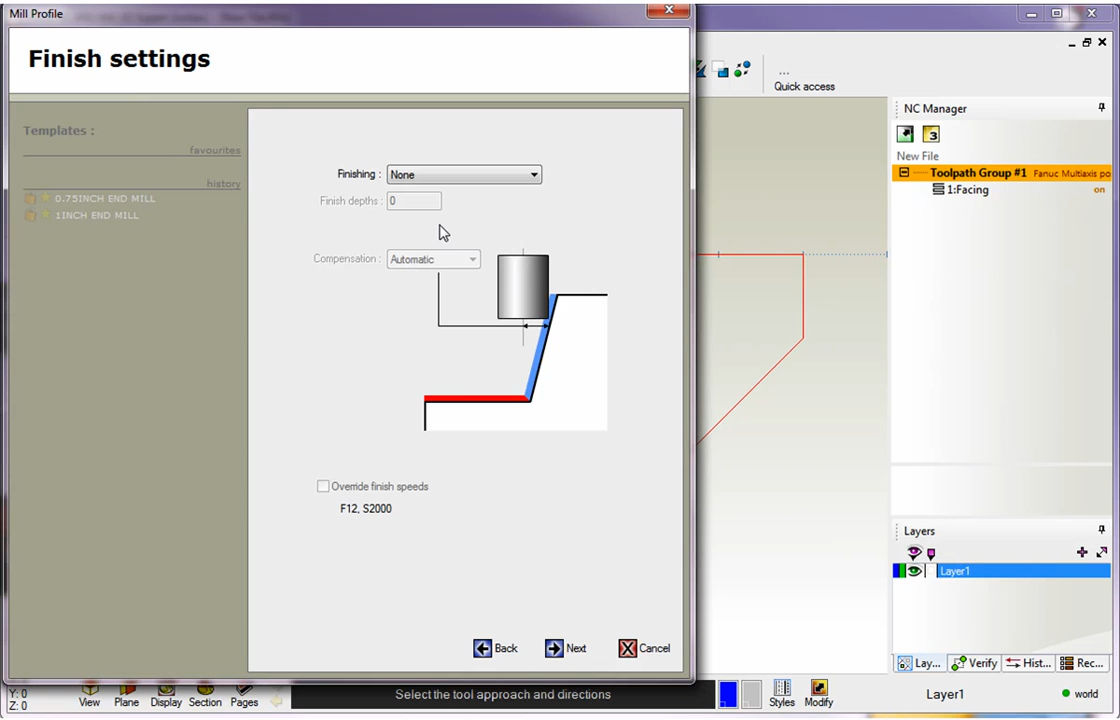 Mill Profile
Finish settings
Templates :
favourites
history
0.75INCH END MILL
1INCH END MILL
Finishing : None
Finish depths : 0
Compensation : Automatic
Override finish speeds
F12, S2000
Back Next Cancel
...
Quick access
NC Manager
3
New File
Toolpath Group #1 Fanuc Multiaxis po
1:Facing on
Layers
Layer1
Lay... Verify Hist... Rec...
Y: 0
Z: 0
View Plane Display Section Pages
Select the tool approach and directions
Styles Modify
Layer1
world